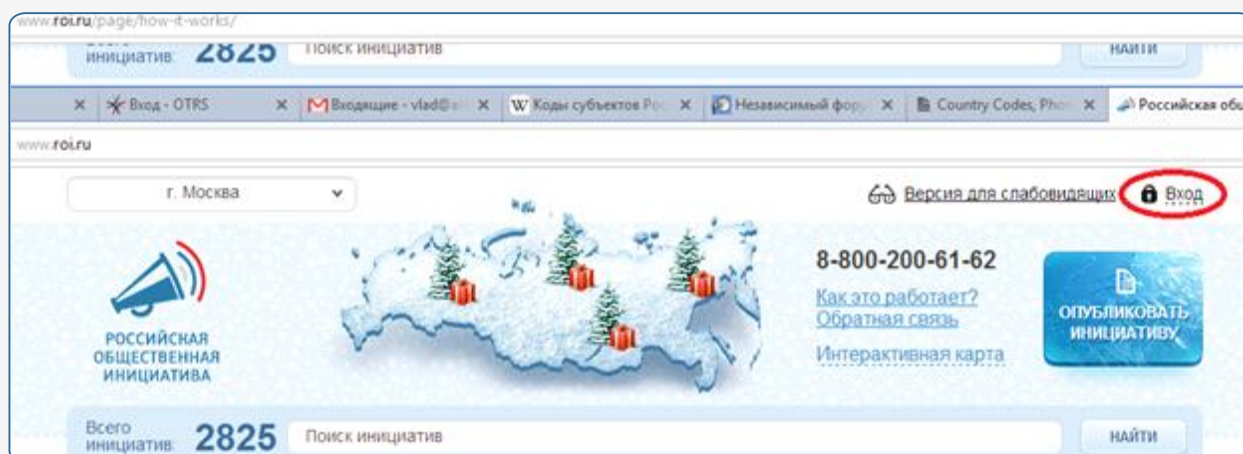 www.roi.ru/page/how-it-works/
инициатив: 2825 Поиск инициатив НАЙТИ
Вход - OTRS Входящие - vlad@ Коды субъектов Рос Независимый фору Country Codes, Pho Российская общ
www.roi.ru
г. Москва Версия для слабовидящих Вход
8-800-200-61-62
Как это работает?
Обратная связь
Интерактивная карта
ОПУБЛИКОВАТЬ
ИНИЦИАТИВУ
РОССИЙСКАЯ
ОБЩЕСТВЕННАЯ
ИНИЦИАТИВА
Всего
инициатив: 2825 Поиск инициатив НАЙТИ